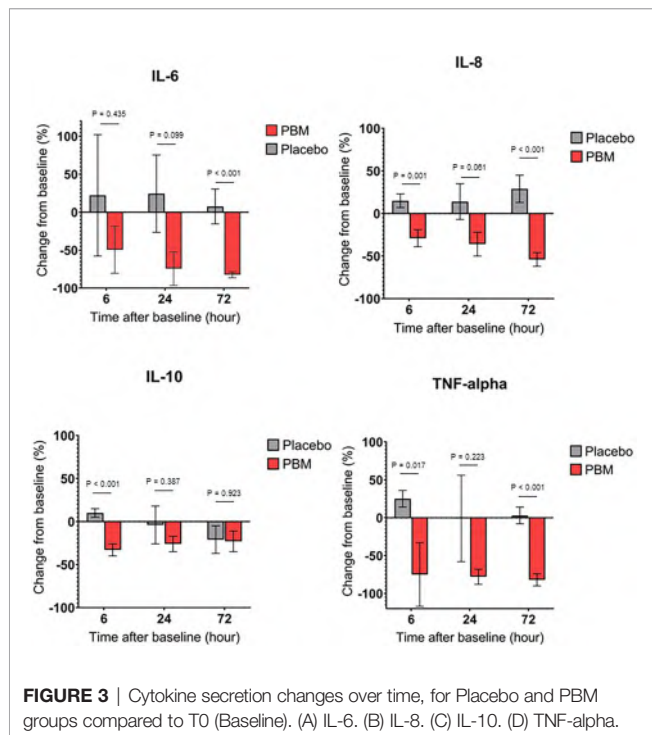 IL-6
P = 0.435
P = 0.099
P <0.001
PBM
Placebo
Change from baseline (%)
100
50
0
-50
-100
6
24
72
Time after baseline (hour)
IL-8
P = 0.001
P = 0.061
P <0.001
Placebo
PBM
Change from baseline (%)
100
50
0
-50
-100
6
24
72
Time after baseline (hour)
IL-10
P < 0.001
P = 0.387
P = 0.923
Placebo
PBM
Change from baseline (%)
100
50
0
-50
-100
6
24
72
Time after baseline (hour)
TNF-alpha
P = 0.017
P = 0.223
P <0.001
Placebo
PBM
Change from baseline (%)
100
50
0
-50
-100
6
24
72
Time after baseline (hour)
FIGURE 3 | Cytokine secretion changes over time, for Placebo and PBM
groups compared to T0 (Baseline). (A) IL-6. (B) IL-8. (C) IL-10. (D) TNF-alpha.